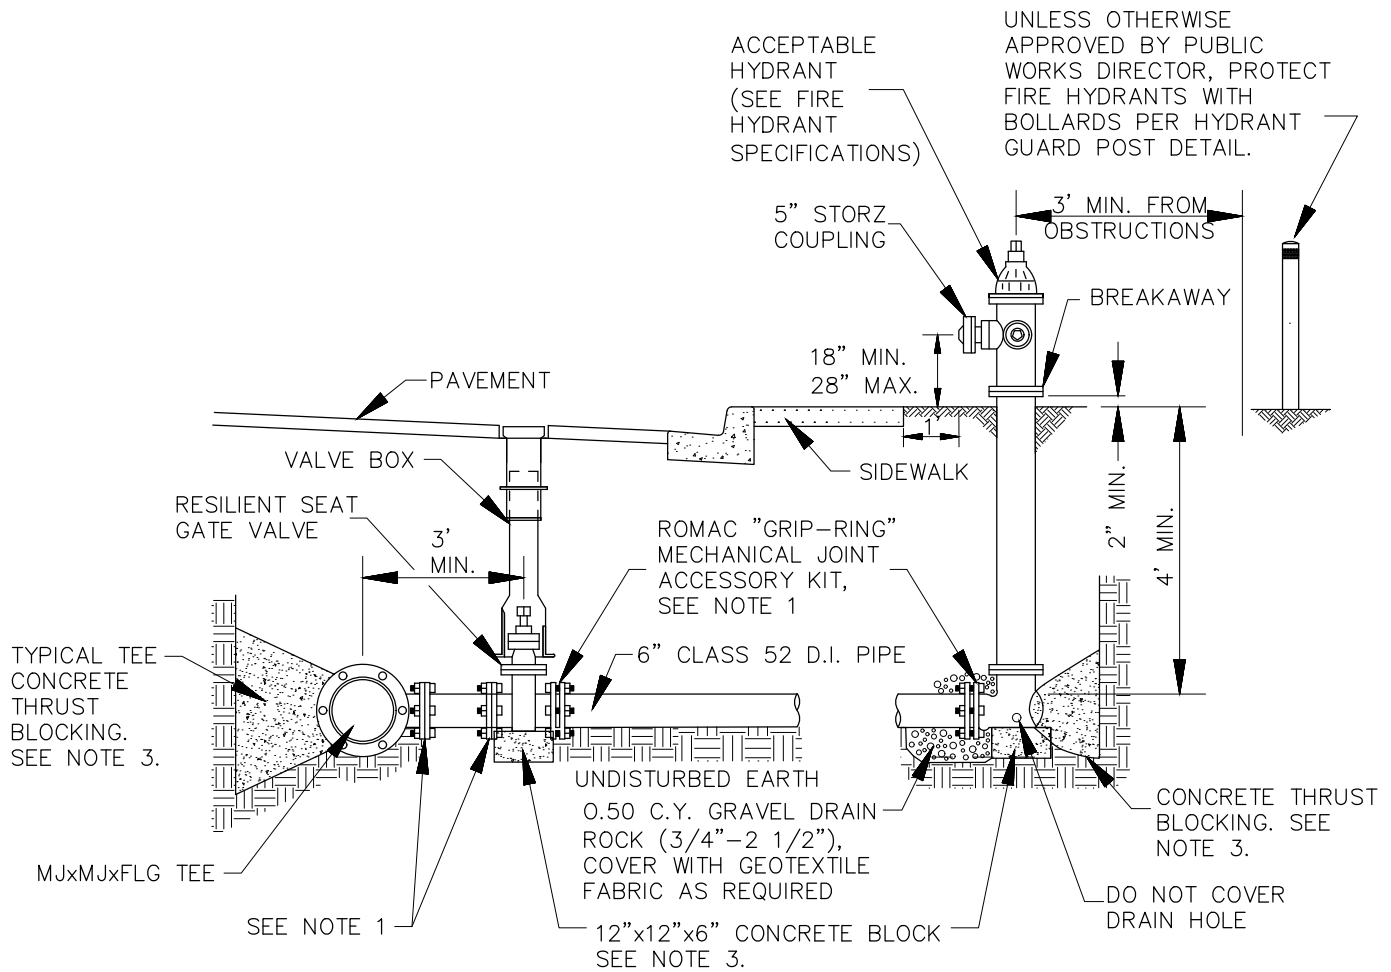 UNLESS OTHERWISE
APPROVED BY PUBLIC
WORKS DIRECTOR, PROTECT
FIRE HYDRANTS WITH
BOLLARDS PER HYDRANT
GUARD POST DETAIL.
ACCEPTABLE
HYDRANT
(SEE FIRE
HYDRANT
SPECIFICATIONS)
5" STORZ
COUPLING
3' MIN. FROM
OBSTRUCTIONS
BREAKAWAY
18" MIN.
28" MAX.
PAVEMENT
1'
VALVE BOX
SIDEWALK
RESILIENT SEAT
GATE VALVE
3'
MIN.
ROMAC "GRIP-RING"
MECHANICAL JOINT
ACCESSORY KIT,
SEE NOTE 1
2" MIN.
4' MIN.
TYPICAL TEE
CONCRETE
THRUST
BLOCKING.
SEE NOTE 3.
6" CLASS 52 D.I. PIPE
UNDISTURBED EARTH
0.50 C.Y. GRAVEL DRAIN
ROCK (3/4"-2 1/2"),
COVER WITH GEOTEXTILE
FABRIC AS REQUIRED
CONCRETE THRUST
BLOCKING. SEE
NOTE 3.
MJxMJxFLG TEE
DO NOT COVER
DRAIN HOLE
SEE NOTE 1
12"x12"x6" CONCRETE BLOCK
SEE NOTE 3.